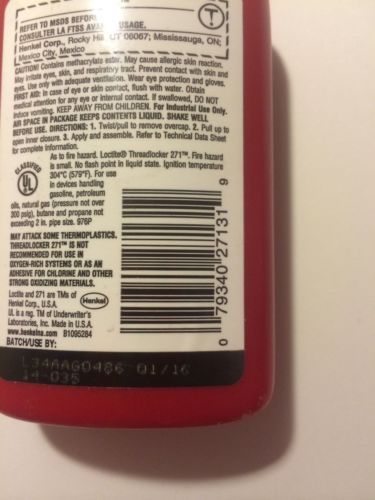 REFER TO MSDS BEFORE
CONSULTER LA FTSS AVANT USAGE.
Henkel Corp., Rocky Hill, CT 06067; Mississauga, ON;
Mexico City, Mexico
T
CAUTION! Contains methacrylate ester. May cause allergic skin reaction.
May irritate eyes, skin, and respiratory tract. Prevent contact with skin and
eyes. Use only with adequate ventilation. Wear eye protection and gloves.
FIRST AID: In case of eye or skin contact, flush with water. Obtain
medical attention for any eye or internal contact. If swallowed, DO NOT
induce vomiting. KEEP AWAY FROM CHILDREN. For Industrial Use Only.
AIR SPACE IN PACKAGE KEEPS CONTENTS LIQUID. SHAKE WELL
BEFORE USE. DIRECTIONS: 1. Twist/pull to remove overcap. 2. Pull up to
open inner closure. 3. Apply and assemble. Refer to Technical Data Sheet
for complete information.
CLASSIFIED
UL
As to fire hazard. Loctite® Threadlocker 271™. Fire hazard
is small. No flash point in liquid state. Ignition temperature
304°C (579°F). For use
in devices handling
gasoline, petroleum
oils, natural gas (pressure not over
300 psig), butane and propane not
exceeding 2 in. pipe size. 976P
MAY ATTACK SOME THERMOPLASTICS.
THREADLOCKER 271™ IS NOT
RECOMMENDED FOR USE IN
OXYGEN-RICH SYSTEMS OR AS AN
ADHESIVE FOR CHLORINE AND OTHER
STRONG OXIDIZING MATERIALS.
Loctite and 271 are TMs of
Henkel Corp., U.S.A.
UL is a reg. TM of Underwriter's
Laboratories, Inc. Made in U.S.A.
www.henkelna.com B1095284
Henkel
0 79340 27131 9
BATCH/USE BY:
L34AAG0486 01/16
14-035